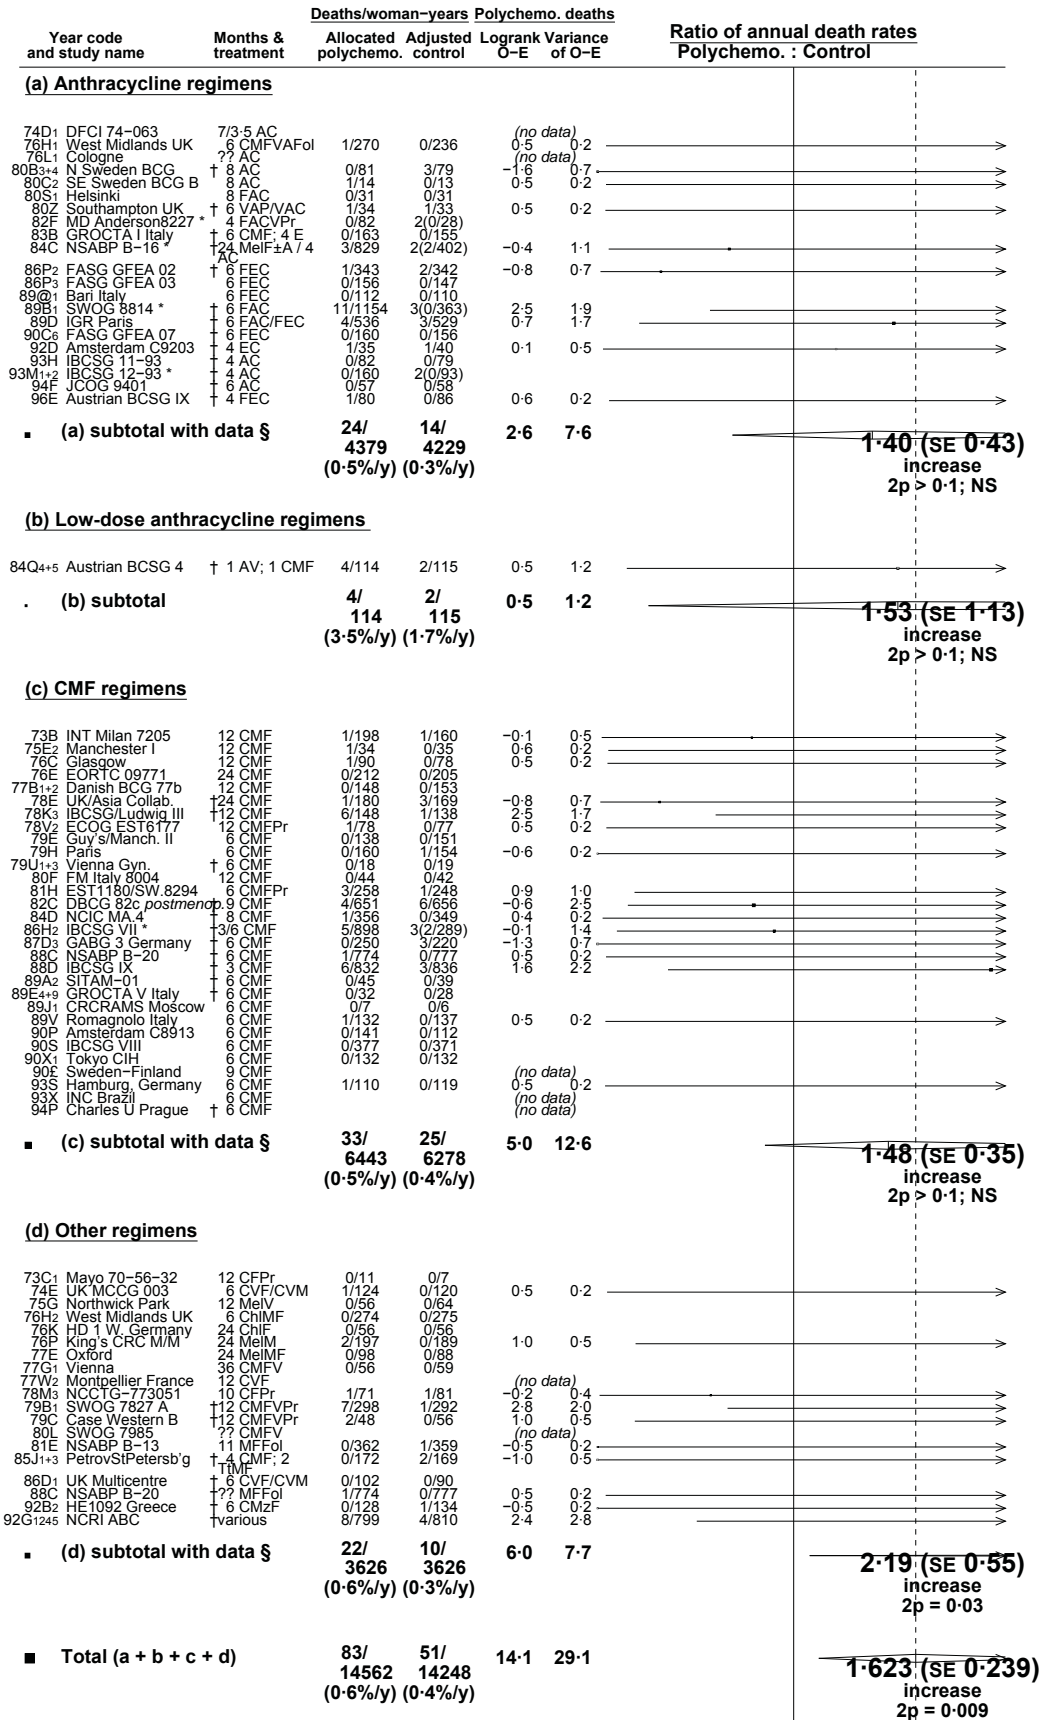 Deaths/woman−years Polychemo. deaths
Year code and study name Months & treatment Allocated polychemo. Adjusted control Logrank O−E Variance of O−E Ratio of annual death rates Polychemo. : Control
(a) Anthracycline regimens
74D1 DFCI 74−063 7/3·5 AC (no data)
76H1 West Midlands UK 6 CMFVAFol 1/270 0/236 0·5 0·2
76L1 Cologne ?? AC (no data)
80B3+4 N Sweden BCG † 8 AC 0/81 3/79 −1·6 0·7
80C2 SE Sweden BCG B 8 AC 1/14 0/13 0·5 0·2
80S1 Helsinki 8 FAC 0/31 0/31
80Z Southampton UK † 6 VAP/VAC 1/34 1/33 0·5 0·2
82F MD Anderson8227 * 4 FACVPr 0/82 2(0/28)
83B GROCTA I Italy † 6 CMF; 4 E 0/163 0/155
84C NSABP B−16 * †24 MelF±A / 4 AC 3/829 2(2/402) −0·4 1·1
86P2 FASG GFEA 02 † 6 FEC 1/343 2/342 −0·8 0·7
86P3 FASG GFEA 03 6 FEC 0/156 0/147
89@1 Bari Italy 6 FEC 0/112 0/110
89B1 SWOG 8814 * † 6 FAC 11/1154 3(0/363) 2·5 1·9
89D IGR Paris † 6 FAC/FEC 4/536 3/529 0·7 1·7
90C6 FASG GFEA 07 † 6 FEC 0/160 0/156
92D Amsterdam C9203 † 4 EC 1/35 1/40 0·1 0·5
93H IBCSG 11−93 † 4 AC 0/82 0/79
93M1+2 IBCSG 12−93 * † 4 AC 0/160 2(0/93)
94F JCOG 9401 † 6 AC 0/57 0/58
96E Austrian BCSG IX † 4 FEC 1/80 0/86 0·6 0·2
(a) subtotal with data § 24/ 4379 14/ 4229 2·6 7·6 1·40 (SE 0·43)
(0·5%/y) (0·3%/y) increase
2p > 0·1; NS
(b) Low-dose anthracycline regimens
84Q4+5 Austrian BCSG 4 † 1 AV; 1 CMF 4/114 2/115 0·5 1·2
(b) subtotal 4/ 114 2/ 115 0·5 1·2 1·53 (SE 1·13)
(3·5%/y) (1·7%/y) increase
2p > 0·1; NS
(c) CMF regimens
73B INT Milan 7205 12 CMF 1/198 1/160 −0·1 0·5
75E2 Manchester I 12 CMF 1/34 0/35 0·6 0·2
76C Glasgow 12 CMF 1/90 0/78 0·5 0·2
76E EORTC 09771 24 CMF 0/212 0/205
77B1+2 Danish BCG 77b 12 CMF 0/148 0/153
78E UK/Asia Collab. †24 CMF 1/180 3/169 −0·8 0·7
78K3 IBCSG/Ludwig III †12 CMF 6/148 1/138 2·5 1·7
78V2 ECOG EST6177 12 CMFPr 1/78 0/77 0·5 0·2
79E Guy's/Manch. II 6 CMF 0/138 0/151
79H Paris 6 CMF 0/160 1/154 −0·6 0·2
79U1+3 Vienna Gyn. † 6 CMF 0/18 0/19
80F FM Italy 8004 12 CMF 0/44 0/42
81H EST1180/SW.8294 6 CMFPr 3/258 1/248 0·9 1·0
82C DBCG 82c postmenop. 9 CMF 4/651 6/656 −0·6 2·5
84D NCIC MA.4 † 8 CMF 1/356 0/349 0·4 0·2
86H2 IBCSG VII * †3/6 CMF 5/898 3(2/289) −0·1 1·4
87D3 GABG 3 Germany † 6 CMF 0/250 3/220 −1·3 0·7
88C NSABP B−20 † 6 CMF 1/774 0/777 0·5 0·2
88D IBCSG IX † 3 CMF 6/832 3/836 1·6 2·2
89A2 SITAM−01 † 6 CMF 0/45 0/39
89E4+9 GROCTA V Italy † 6 CMF 0/32 0/28
89J1 CRCRAMS Moscow 6 CMF 0/7 0/6
89V Romagnolo Italy 6 CMF 1/132 0/137 0·5 0·2
90P Amsterdam C8913 6 CMF 0/141 0/112
90S IBCSG VIII 6 CMF 0/377 0/371
90X1 Tokyo CIH 6 CMF 0/132 0/132
90£ Sweden−Finland 9 CMF (no data)
93S Hamburg, Germany 6 CMF 1/110 0/119 0·5 0·2
93X INC Brazil 6 CMF (no data)
94P Charles U Prague † 6 CMF (no data)
(c) subtotal with data § 33/ 6443 25/ 6278 5·0 12·6 1·48 (SE 0·35)
(0·5%/y) (0·4%/y) increase
2p > 0·1; NS
(d) Other regimens
73C1 Mayo 70−56−32 12 CFPr 0/11 0/7
74E UK MCCG 003 6 CVF/CVM 1/124 0/120 0·5 0·2
75G Northwick Park 12 MelV 0/56 0/64
76H2 West Midlands UK 6 ChlMF 0/274 0/275
76K HD 1 W. Germany 24 ChlF 0/56 0/56
76P King's CRC M/M 24 MelM 2/197 0/189 1·0 0·5
77E Oxford 24 MelMF 0/98 0/88
77G1 Vienna 36 CMFV 0/56 0/59
77W2 Montpellier France 12 CVF (no data)
78M3 NCCTG−773051 10 CFPr 1/71 1/81 −0·2 0·4
79B1 SWOG 7827 A †12 CMFVPr 7/298 1/292 2·8 2·0
79C Case Western B †12 CMFVPr 2/48 0/56 1·0 0·5
80L SWOG 7985 ?? CMFV (no data)
81E NSABP B−13 11 MFFol 0/362 1/359 −0·5 0·2
85J1+3 PetrovStPetersb'g † 4 CMF; 2 TtMF 0/172 2/169 −1·0 0·5
86D1 UK Multicentre † 6 CVF/CVM 0/102 0/90
88C NSABP B−20 †?? MFFol 1/774 0/777 0·5 0·2
92B2 HE1092 Greece † 6 CMzF 0/128 1/134 −0·5 0·2
92G1245 NCRI ABC †various 8/799 4/810 2·4 2·8
(d) subtotal with data § 22/ 3626 10/ 3626 6·0 7·7 2·19 (SE 0·55)
(0·6%/y) (0·3%/y) increase
2p = 0·03
Total (a + b + c + d) 83/ 14562 51/ 14248 14·1 29·1 1·623 (SE 0·239)
(0·6%/y) (0·4%/y) increase
2p = 0·009